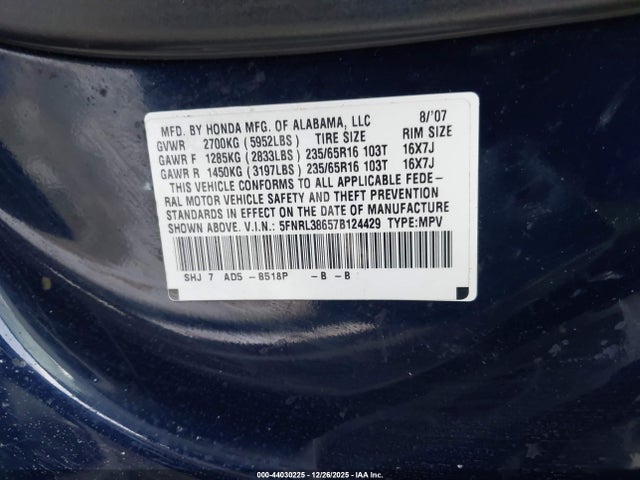 MFD. BY HONDA MFG. OF ALABAMA, LLC 8/'07
GVWR 2700KG ( 5952LBS ) TIRE SIZE RIM SIZE
GAWR F 1285KG ( 2833LBS ) 235/65R16 103T 16X7J
GAWR R 1450KG ( 3197LBS ) 235/65R16 103T 16X7J
THIS VEHICLE CONFORMS TO ALL APPLICABLE FEDE-
RAL MOTOR VEHICLE SAFETY AND THEFT PREVENTION
STANDARDS IN EFFECT ON THE DATE OF MANUFACTURE
SHOWN ABOVE. V.I.N.: 5FNRL38657B124429 TYPE:MPV
SHJ 7 AD5 - B518P - B - B
000-44030225 - 12/26/2025 - IAA Inc.